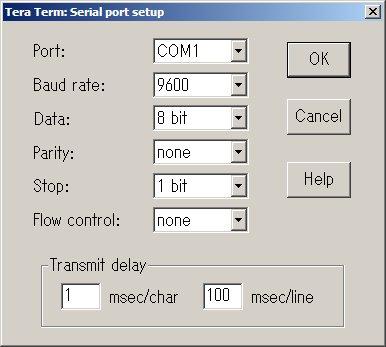 Tera Term: Serial port setup
Port: COM1 OK
Baud rate: 9600
Data: 8 bit Cancel
Parity: none
Stop: 1 bit Help
Flow control: none
Transmit delay
1 msec/char 100 msec/line